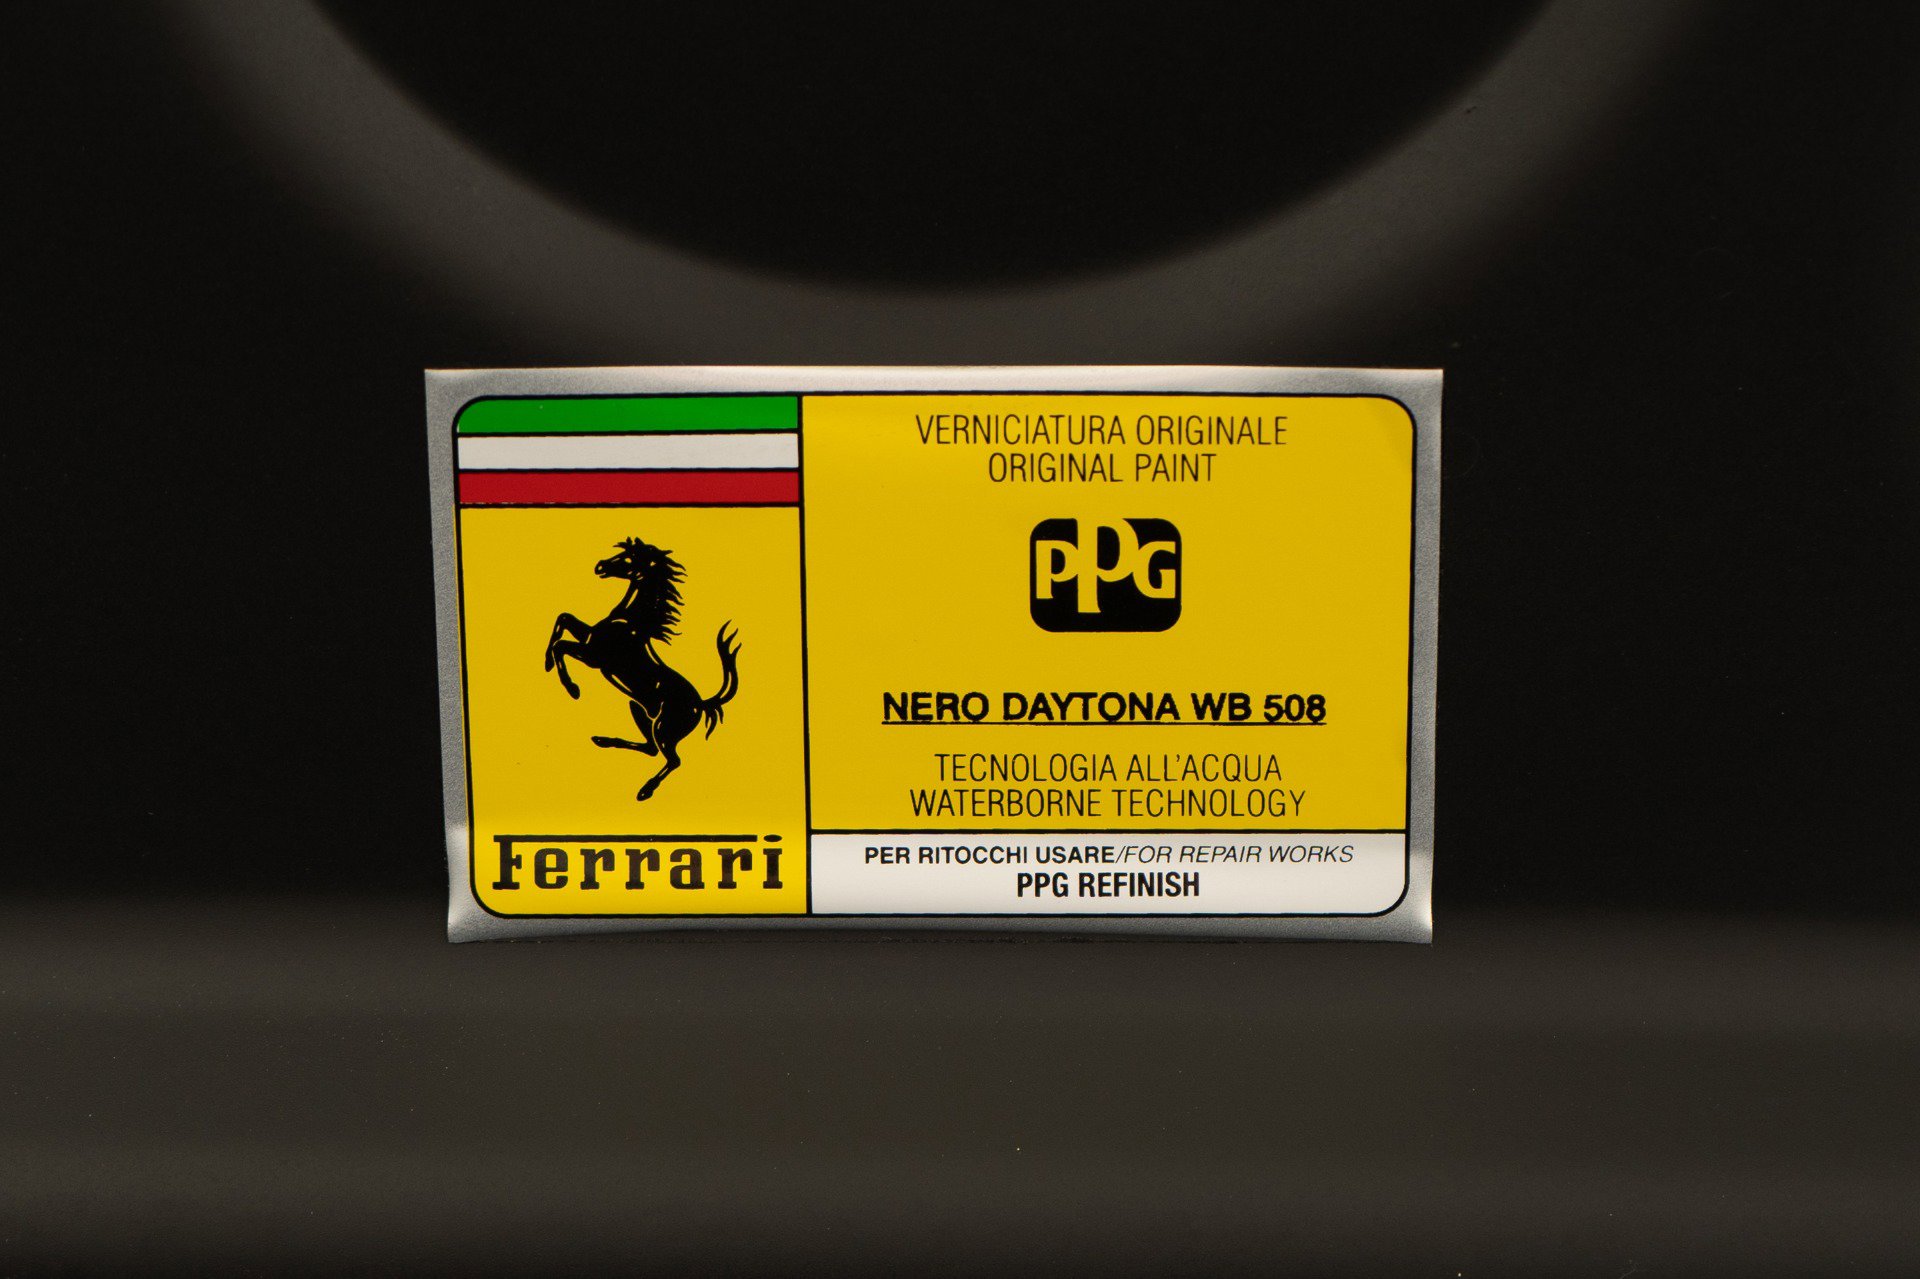 VERNICIATURA ORIGINALE
ORIGINAL PAINT
PPG
NERO DAYTONA WB 508
TECNOLOGIA ALL'ACQUA
WATERBORNE TECHNOLOGY
Ferrari
PER RITOCCHI USARE/FOR REPAIR WORKS
PPG REFINISH